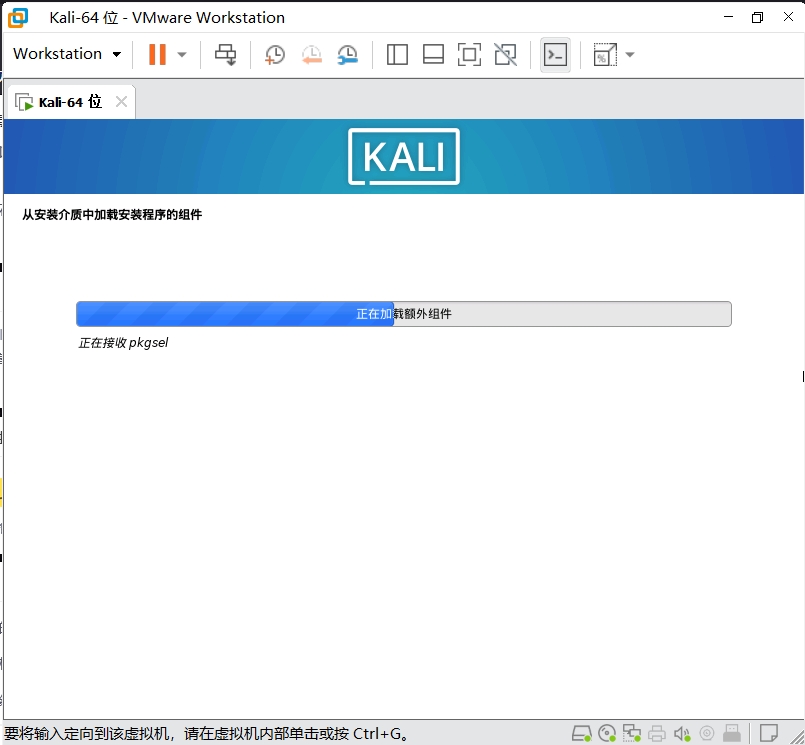 Kali-64 位 - VMware Workstation
Workstation
Kali-64 位
KALI
从安装介质中加载安装程序的组件
正在加载额外组件
正在接收 pkgsel
要将输入定向到该虚拟机，请在虚拟机内部单击或按 Ctrl+G。